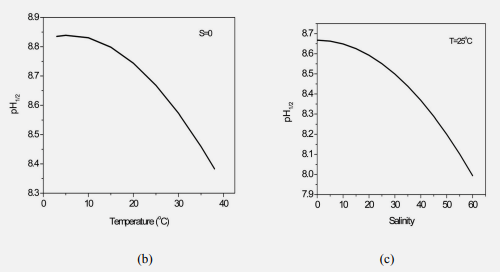 8.9
8.8
8.7
8.6
8.5
8.4
8.3
pH1/2
S=0
0 10 20 30 40
Temperature (°C)
(b)
8.7
8.6
8.5
8.4
8.3
8.2
8.1
8.0
7.9
pH1/2
T=25°C
0 10 20 30 40 50 60
Salinity
(c)